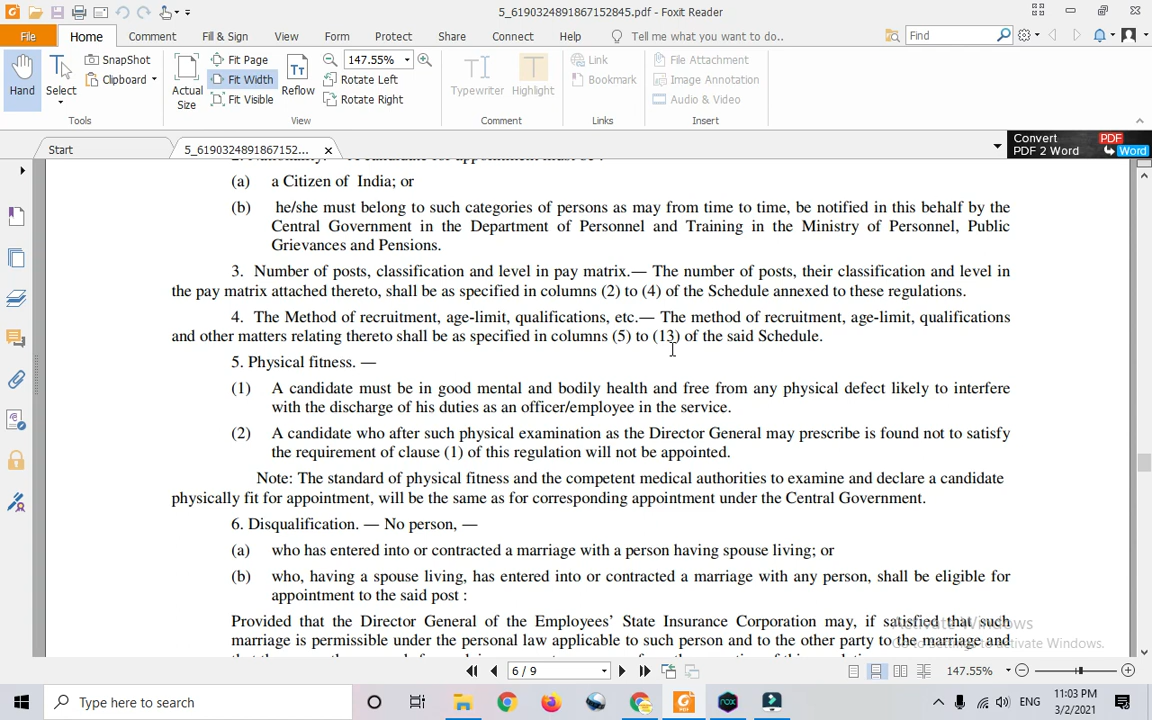 5_6190324891867152845.pdf - Foxit Reader
File Home Comment Fill & Sign View Form Protect Share Connect Help Tell me what you want to do.. Find
SnapShot Fit Page 147.55% Link File Attachment
Hand Select Clipboard Actual Size Fit Width Reflow Rotate Left Typewriter Highlight Bookmark Image Annotation
Fit Visible Rotate Right Audio & Video
Tools View Comment Links Insert
Start 5_6190324891867152... Convert PDF 2 Word PDF Word
(a) a Citizen of India; or
(b) he/she must belong to such categories of persons as may from time to time, be notified in this behalf by the
Central Government in the Department of Personnel and Training in the Ministry of Personnel, Public
Grievances and Pensions.
3. Number of posts, classification and level in pay matrix.— The number of posts, their classification and level in
the pay matrix attached thereto, shall be as specified in columns (2) to (4) of the Schedule annexed to these regulations.
4. The Method of recruitment, age-limit, qualifications, etc.— The method of recruitment, age-limit, qualifications
and other matters relating thereto shall be as specified in columns (5) to (13) of the said Schedule.
5. Physical fitness. —
(1) A candidate must be in good mental and bodily health and free from any physical defect likely to interfere
with the discharge of his duties as an officer/employee in the service.
(2) A candidate who after such physical examination as the Director General may prescribe is found not to satisfy
the requirement of clause (1) of this regulation will not be appointed.
Note: The standard of physical fitness and the competent medical authorities to examine and declare a candidate
physically fit for appointment, will be the same as for corresponding appointment under the Central Government.
6. Disqualification. — No person, —
(a) who has entered into or contracted a marriage with a person having spouse living; or
(b) who, having a spouse living, has entered into or contracted a marriage with any person, shall be eligible for
appointment to the said post :
Provided that the Director General of the Employees’ State Insurance Corporation may, if satisfied that such
marriage is permissible under the personal law applicable to such person and to the other party to the marriage and
Activate Windows
Go to Settings to activate Windows.
6 / 9 147.55%
Type here to search ENG 11:03 PM
3/2/2021